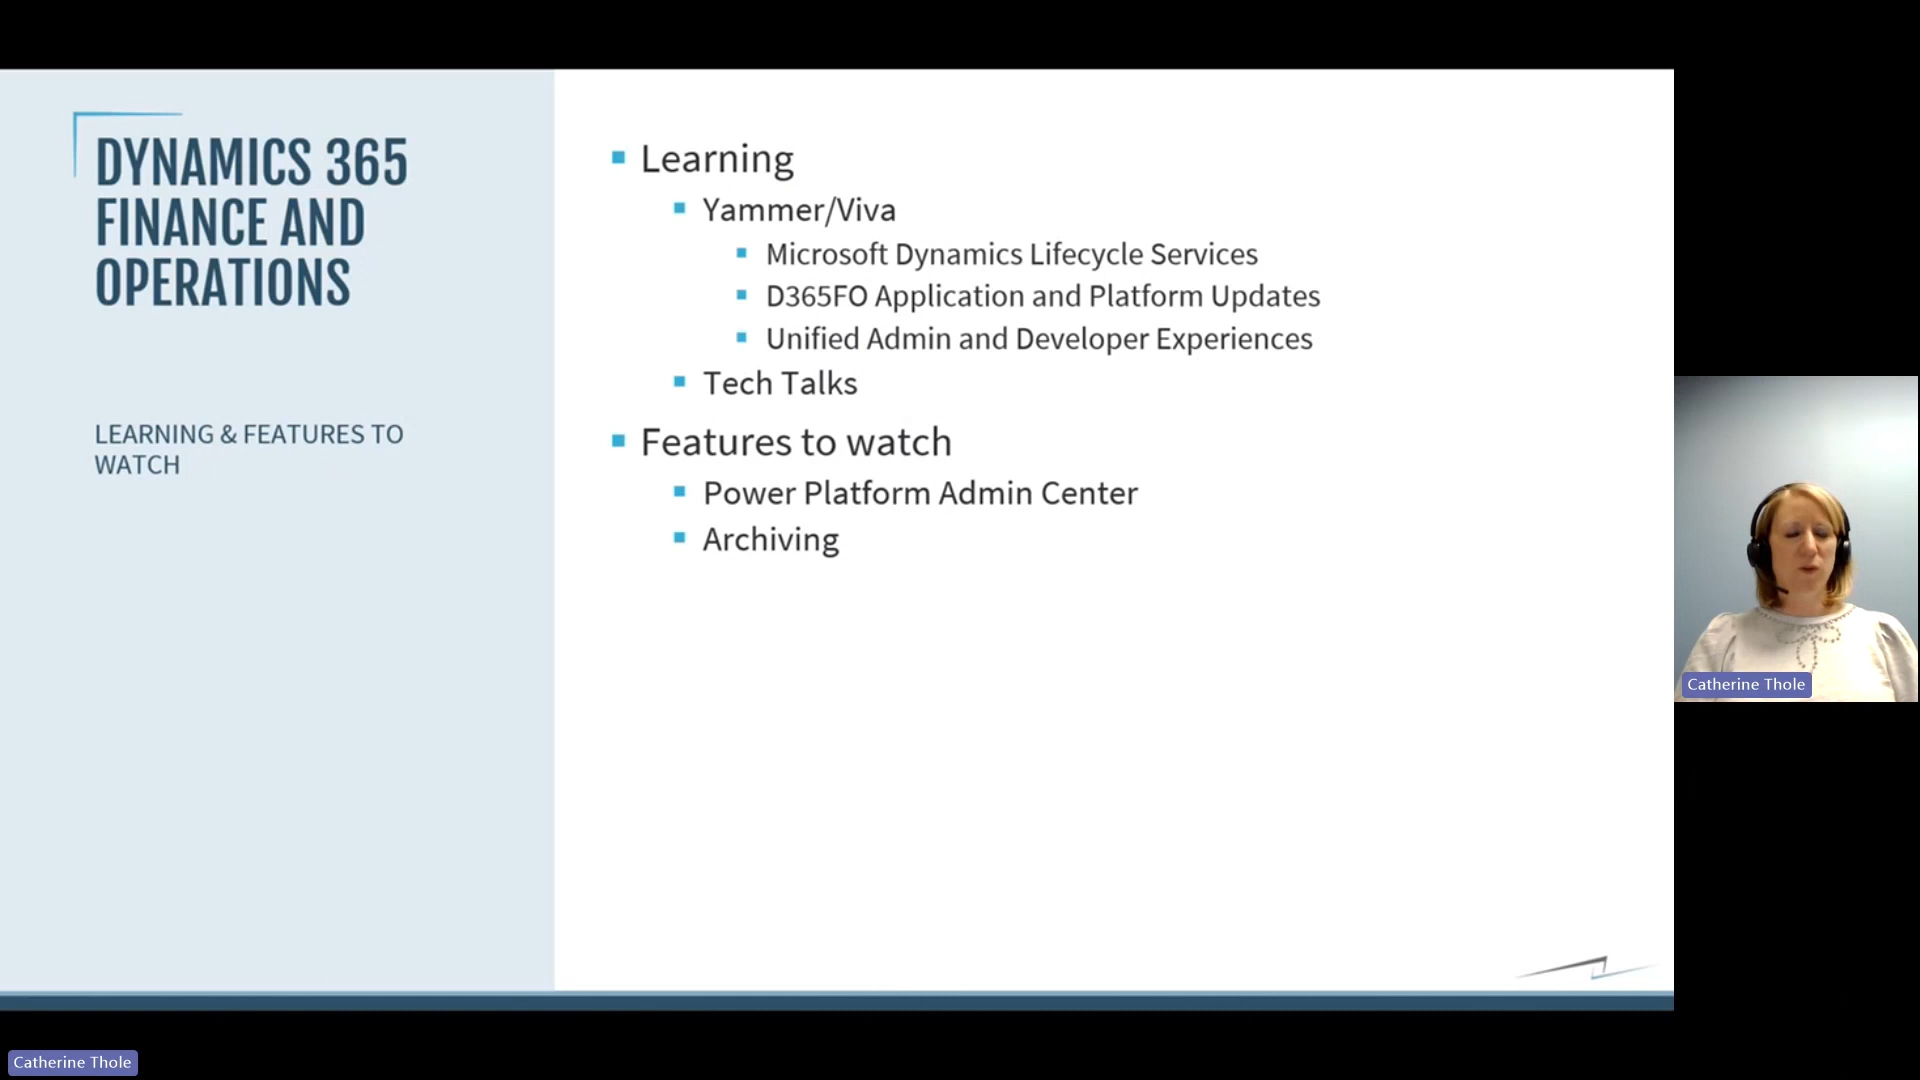 DYNAMICS 365
FINANCE AND
OPERATIONS
LEARNING & FEATURES TO
WATCH
Learning
Yammer/Viva
Microsoft Dynamics Lifecycle Services
D365FO Application and Platform Updates
Unified Admin and Developer Experiences
Tech Talks
Features to watch
Power Platform Admin Center
Archiving
Catherine Thole
Catherine Thole